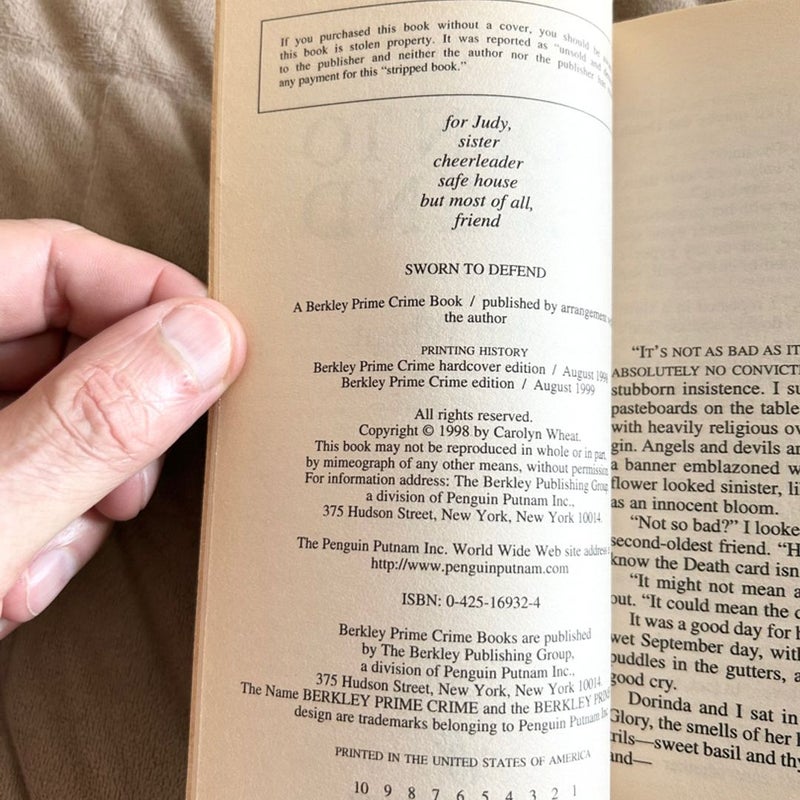 If you purchased this book without a cover, you should be
this book is stolen property. It was reported as "unsold and
to the publisher and neither the author nor the publisher has
any payment for this "stripped book."
for Judy,
sister
cheerleader
safe house
but most of all,
friend
SWORN TO DEFEND
A Berkley Prime Crime Book / published by arrangement
the author
PRINTING HISTORY
Berkley Prime Crime hardcover edition / August
Berkley Prime Crime edition / August 1999
All rights reserved.
Copyright © 1998 by Carolyn Wheat.
This book may not be reproduced in whole or in part,
by mimeograph of any other means, without permission.
For information address: The Berkley Publishing Group,
a division of Penguin Putnam Inc.,
375 Hudson Street, New York, New York 10014.
The Penguin Putnam Inc. World Wide Web site address
http://www.penguinputnam.com
ISBN: 0-425-16932-4
Berkley Prime Crime Books are published
by The Berkley Publishing Group,
a division of Penguin Putnam Inc.,
375 Hudson Street, New York, New York 10014.
The Name BERKLEY PRIME CRIME and the BERKLEY
design are trademarks belonging to Penguin Putnam
PRINTED IN THE UNITED STATES OF AMERICA
10 9 8 7 6 5 4 3 2 1
"IT'S NOT AS BAD AS IT
ABSOLUTELY NO
stubborn insistence. I
pasteboards on the table
with heavily religious
gin. Angels and devils
a banner emblazoned
flower looked sinister,
as an innocent bloom.
"Not so bad?" I
second-oldest friend.
know the Death card
"It might not mean a
out. "It could mean the
It was a good day for
wet September day,
puddles in the gutters,
good cry.
Dorinda and I sat in
Glory, the smells of her
rils—sweet basil and
and—